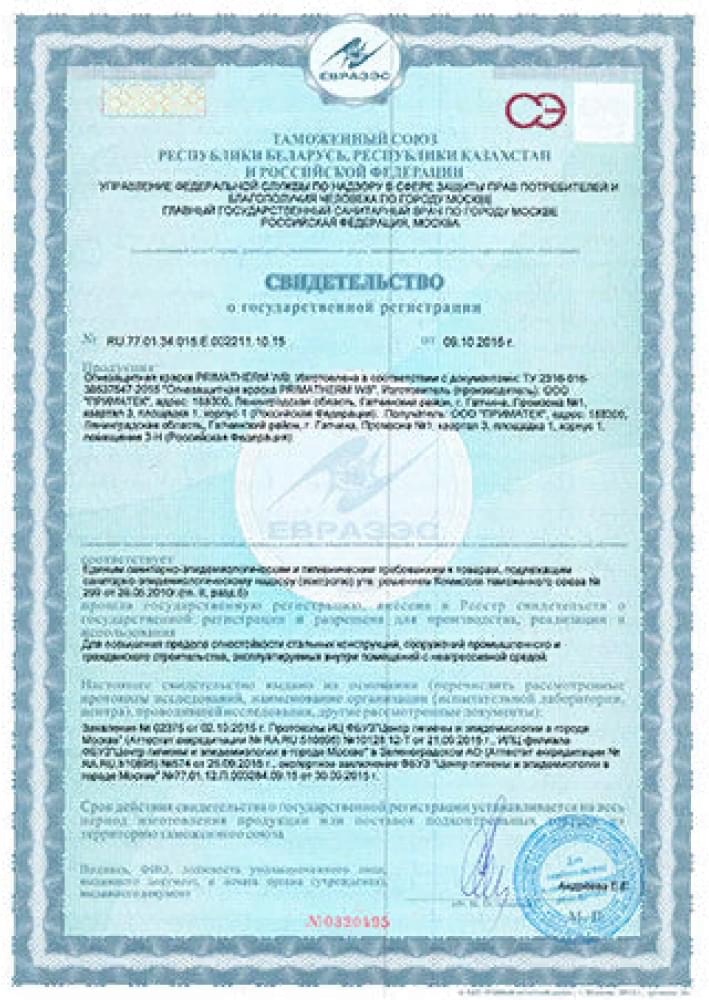 ЕВРАЗЭС
СЭ
ТАМОЖЕННЫЙ СОЮЗ
РЕСПУБЛИКИ БЕЛАРУСЬ, РЕСПУБЛИКИ КАЗАХСТАН
И РОССИЙСКОЙ ФЕДЕРАЦИИ
УПРАВЛЕНИЕ ФЕДЕРАЛЬНОЙ СЛУЖБЫ ПО НАДЗОРУ В СФЕРЕ ЗАЩИТЫ ПРАВ ПОТРЕБИТЕЛЕЙ И
БЛАГОПОЛУЧИЯ ЧЕЛОВЕКА ПО ГОРОДУ МОСКВЕ
ГЛАВНЫЙ ГОСУДАРСТВЕННЫЙ САНИТАРНЫЙ ВРАЧ ПО ГОРОДУ МОСКВЕ
РОССИЙСКАЯ ФЕДЕРАЦИЯ, МОСКВА
СВИДЕТЕЛЬСТВО
о государственной регистрации
№ RU.77.01.34.015.E.002211.10.15 от 09.10.2015 г.
Продукция
Огнезащитная краска PRIMATHERM WB. Изготовлена в соответствии с документами: ТУ 2316-016-
38637547-2015 "Огнезащитная краска PRIMATHERM WB". Изготовитель (производитель): ООО
"ПРИМАТЕК", адрес: 188300, Ленинградская область, Гатчинский район, г. Гатчина, Промзона №1,
квартал 3, площадка 1, корпус 1 (Российская Федерация). Получатель: ООО "ПРИМАТЕК", адрес: 188300,
Ленинградская область, Гатчинский район, г. Гатчина, Промзона №1, квартал 3, площадка 1, корпус 1,
помещение 3-Н (Российская Федерация)
ЕВРАЗЭС
соответствует
Единым санитарно-эпидемиологическим и гигиеническим требованиям к товарам, подлежащим
санитарно-эпидемиологическому надзору (контролю) утв. решением Комиссии таможенного союза №
299 от 28.05.2010г.(гл. II, разд.5)
прошла государственную регистрацию, внесена в Реестр свидетельств о
государственной регистрации и разрешена для производства, реализации и
использования
Для повышения предела огнестойкости стальных конструкций, сооружений промышленного и
гражданского строительства, эксплуатируемых внутри помещений с неагрессивной средой.
Настоящее свидетельство выдано на основании (перечислить рассмотренные
протоколы исследований, наименование организации (испытательной лаборатории,
центра), проводившей исследования, другие рассмотренные документы):
Заявления № 02375 от 02.10.2015 г. Протоколы ИЦ ФБУЗ"Центр гигиены и эпидемиологии в городе
Москве" (Аттестат аккредитации № RA.RU.510895) №10128.12-Т от 21.09.2015 г., ИЛЦ филиала
ФБУЗ"Центр гигиены и эпидемиологии в городе Москве" в Зеленоградском АО (Аттестат аккредитации №
RA.RU.510895) №574 от 25.09.2015 г., экспертное заключение ФБУЗ "Центр гигиены и эпидемиологии в
городе Москве" №77.01.12.П.003284.09.15 от 30.09.2015 г.
Срок действия свидетельства о государственной регистрации устанавливается на весь
период изготовления продукции или поставок подконтрольных
территорию таможенного союза
Подпись, ФИО, должность уполномоченного лица,
выдавшего документ, и печать органа (учреждения),
выдавшего документ
Для
Андреева Е.Е.
М. П.
№0320495